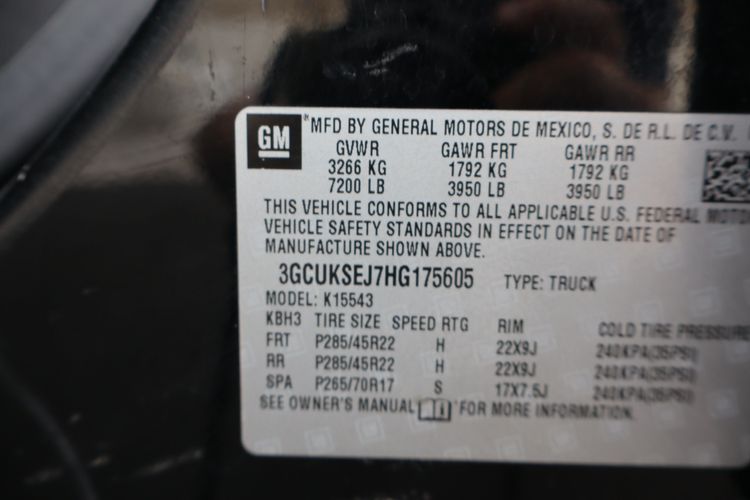 GM
MFD BY GENERAL MOTORS DE MEXICO, S. DE R.L. DE C.V.
GVWR GAWR FRT GAWR RR
3266 KG 1792 KG 1792 KG
7200 LB 3950 LB 3950 LB
THIS VEHICLE CONFORMS TO ALL APPLICABLE U.S. FEDERAL MOTO
VEHICLE SAFETY STANDARDS IN EFFECT ON THE DATE OF
MANUFACTURE SHOWN ABOVE.
3GCUKSEJ7HG175605 TYPE: TRUCK
MODEL: K15543
KBH3 TIRE SIZE SPEED RTG RIM COLD TIRE PRESSURE
FRT P285/45R22 H 22X9J 240KPA(35PSI)
RR P285/45R22 H 22X9J 240KPA(35PSI)
SPA P265/70R17 S 17X7.5J 240KPA(35PSI)
SEE OWNER'S MANUAL FOR MORE INFORMATION.